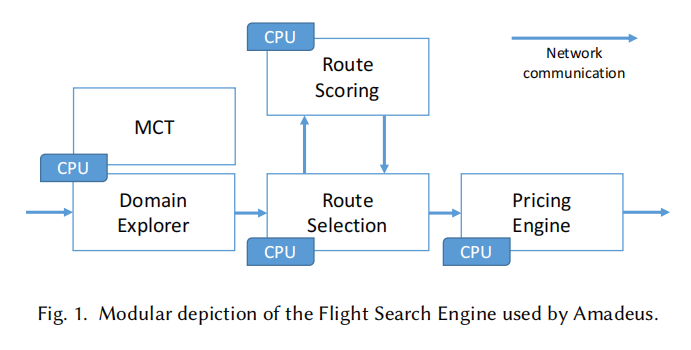 CPU
Route
Scoring
Network
communication
MCT
CPU
Domain
Explorer
Route
Selection
CPU
Pricing
Engine
CPU
Fig. 1. Modular depiction of the Flight Search Engine used by Amadeus.